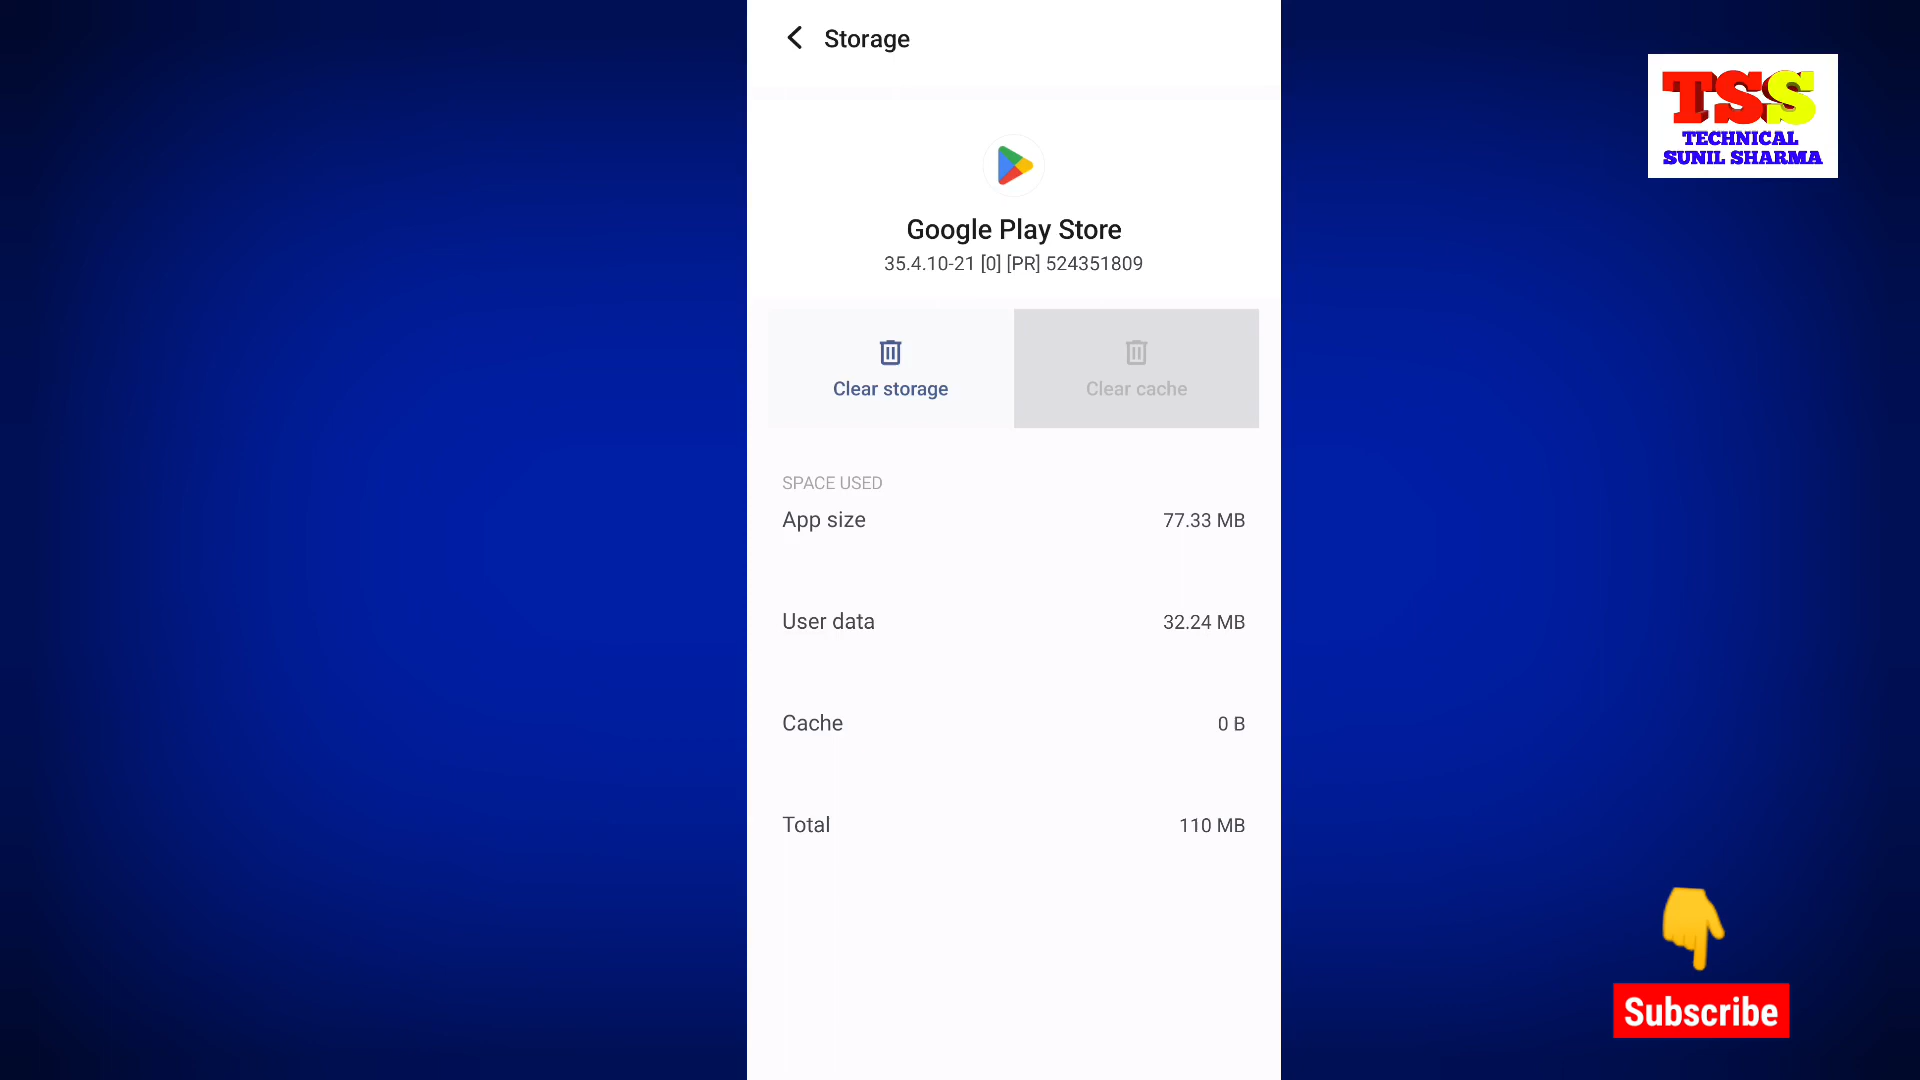 Storage
TSS
TECHNICAL
SUNIL SHARMA
Google Play Store
35.4.10-21 [0] [PR] 524351809
Clear storage
Clear cache
SPACE USED
App size 77.33 MB
User data 32.24 MB
Cache 0 B
Total 110 MB
Subscribe